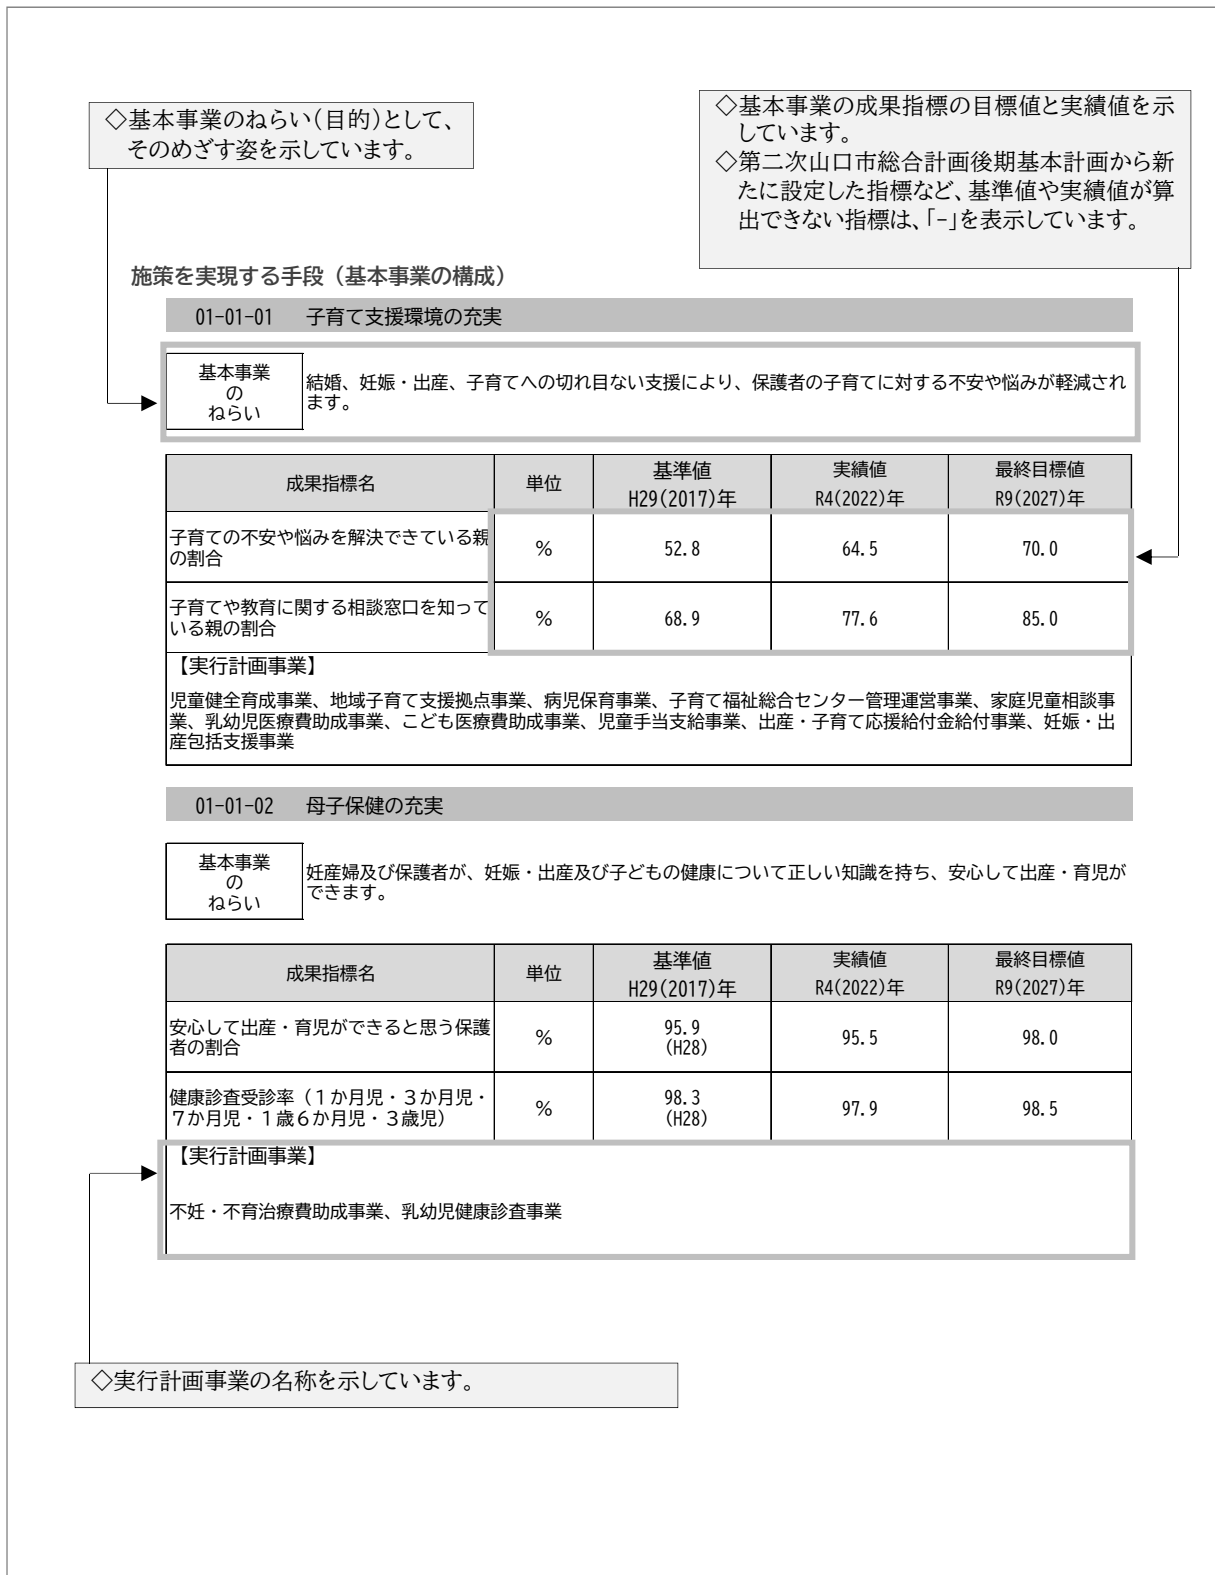 ◇基本事業のねらい（目的）として、
そのめざす姿を示しています。
◇基本事業の成果指標の目標値と実績値を示
しています。
◇第二次山口市総合計画後期基本計画から新
たに設定した指標など、基準値や実績値が算
出できない指標は、「－」を表示しています。
施策を実現する手段（基本事業の構成）
01-01-01 子育て支援環境の充実
基本事業
の
ねらい
結婚、妊娠・出産、子育てへの切れ目ない支援により、保護者の子育てに対する不安や悩みが軽減され
ます。
成果指標名 単位 基準値 実績値 最終目標値
H29(2017)年 R4(2022)年 R9(2027)年
子育ての不安や悩みを解決できている親
の割合
％ 52.8 64.5 70.0
子育てや教育に関する相談窓口を知って
いる親の割合
％ 68.9 77.6 85.0
【実行計画事業】
児童健全育成事業、地域子育て支援拠点事業、病児保育事業、子育て福祉総合センター管理運営事業、家庭児童相談事
業、乳幼児医療費助成事業、こども医療費助成事業、児童手当支給事業、出産・子育て応援給付金給付事業、妊娠・出
産包括支援事業
01-01-02 母子保健の充実
基本事業
の
ねらい
妊産婦及び保護者が、妊娠・出産及び子どもの健康について正しい知識を持ち、安心して出産・育児が
できます。
成果指標名 単位 基準値 実績値 最終目標値
H29(2017)年 R4(2022)年 R9(2027)年
安心して出産・育児ができると思う保護
者の割合
％ 95.9 95.5 98.0
(H28)
健康診査受診率（１か月児・３か月児・
７か月児・１歳６か月児・３歳児）
％ 98.3 97.9 98.5
(H28)
【実行計画事業】
不妊・不育治療費助成事業、乳幼児健康診査事業
◇実行計画事業の名称を示しています。